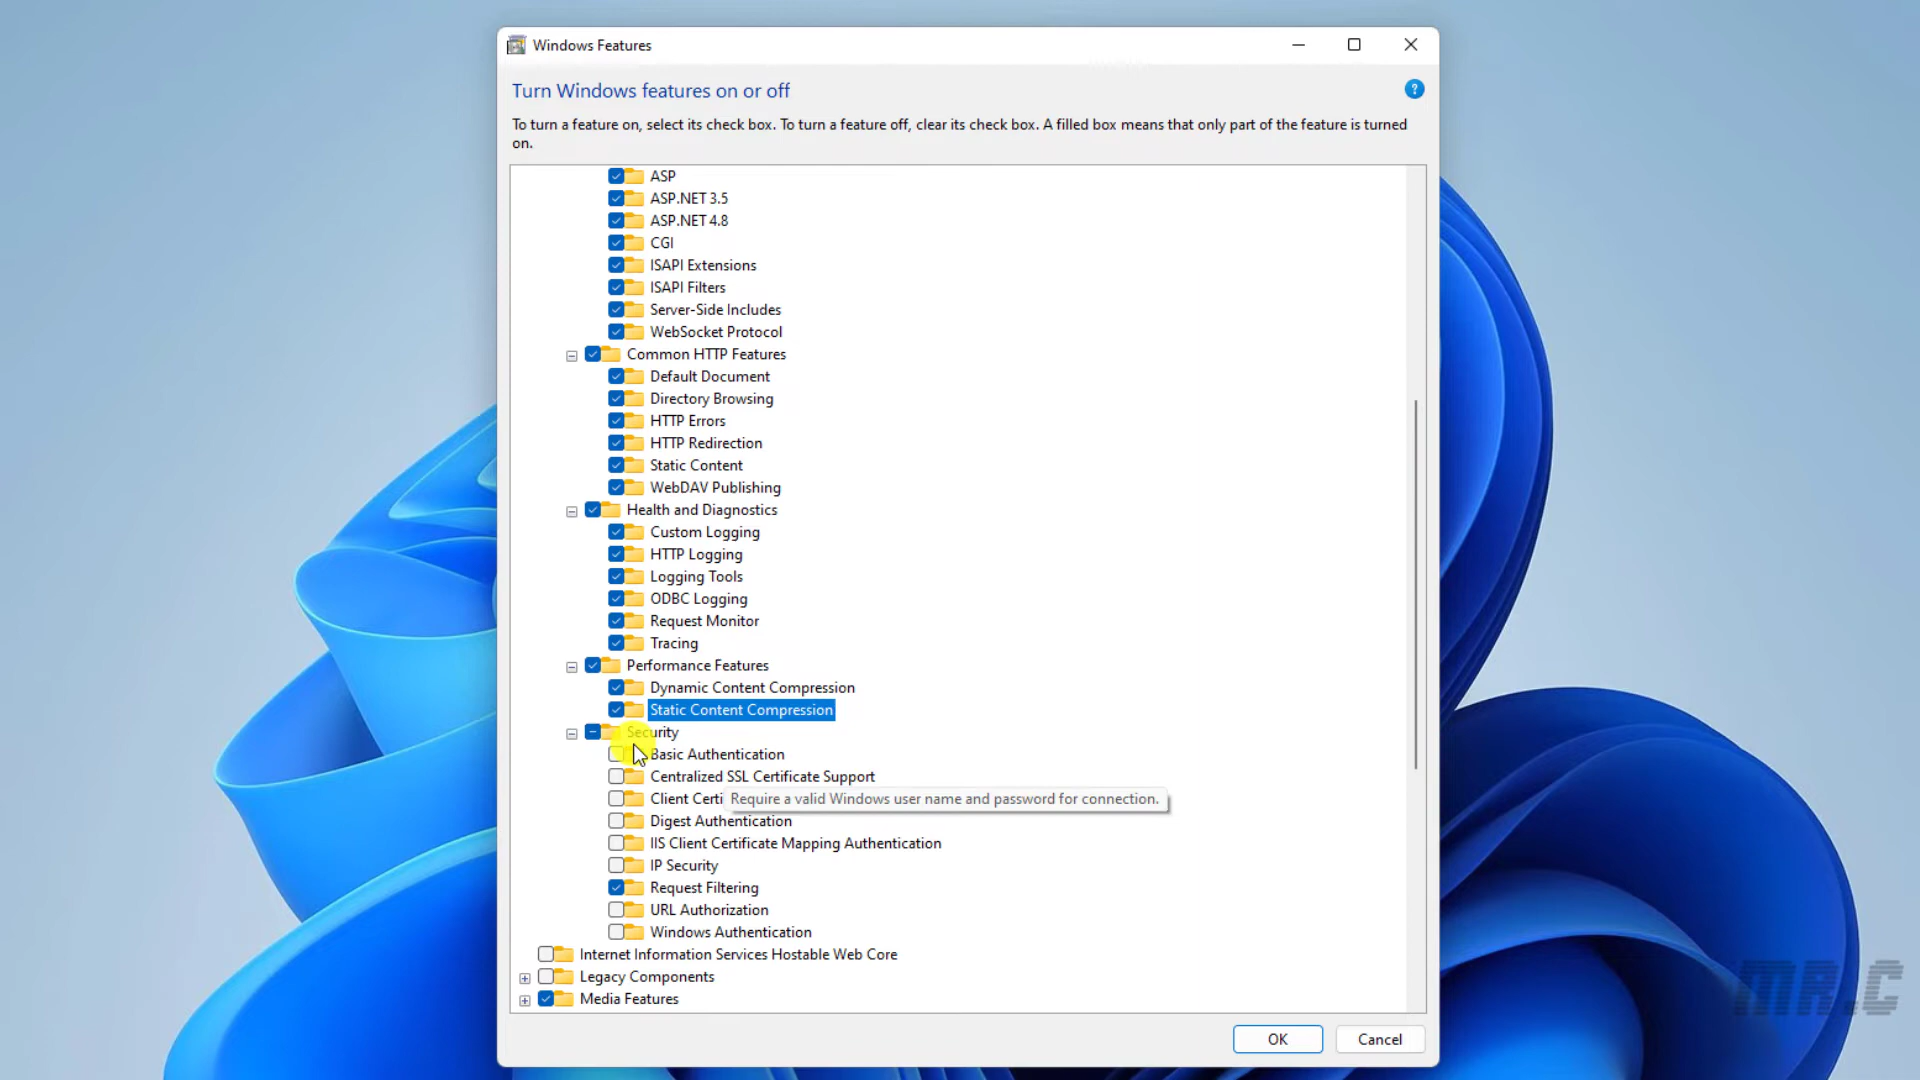 Windows Features
Turn Windows features on or off
?
To turn a feature on, select its check box. To turn a feature off, clear its check box. A filled box means that only part of the feature is turned
on.
ASP
ASP.NET 3.5
ASP.NET 4.8
CGI
ISAPI Extensions
ISAPI Filters
Server-Side Includes
WebSocket Protocol
Common HTTP Features
Default Document
Directory Browsing
HTTP Errors
HTTP Redirection
Static Content
WebDAV Publishing
Health and Diagnostics
Custom Logging
HTTP Logging
Logging Tools
ODBC Logging
Request Monitor
Tracing
Performance Features
Dynamic Content Compression
Static Content Compression
Security
Basic Authentication
Centralized SSL Certificate Support
Client Certi
Require a valid Windows user name and password for connection.
Digest Authentication
IIS Client Certificate Mapping Authentication
IP Security
Request Filtering
URL Authorization
Windows Authentication
Internet Information Services Hostable Web Core
Legacy Components
Media Features
OK
Cancel
MR.C